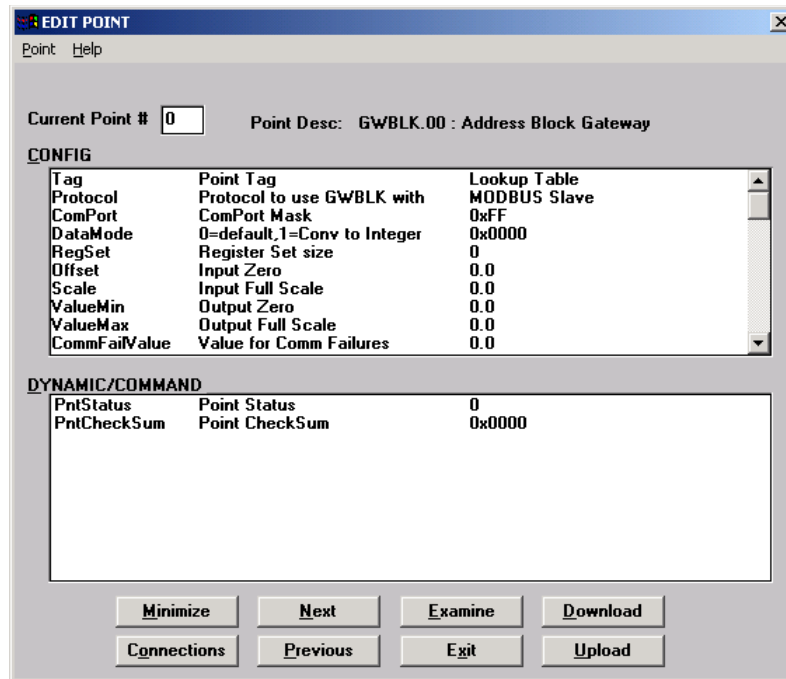 EDIT POINT
Point Help
Current Point # 0 Point Desc: GWBLK.00 : Address Block Gateway
CONFIG
Tag Point Tag Lookup Table
Protocol Protocol to use GWBLK with MODBUS Slave
ComPort ComPort Mask 0xFF
DataMode 0=default,1=Conv to Integer 0x0000
RegSet Register Set size 0
Offset Input Zero 0.0
Scale Input Full Scale 0.0
ValueMin Output Zero 0.0
ValueMax Output Full Scale 0.0
CommFailValue Value for Comm Failures 0.0
DYNAMIC/COMMAND
PntStatus Point Status 0
PntCheckSum Point CheckSum 0x0000
Minimize Next Examine Download
Connections Previous Exit Upload